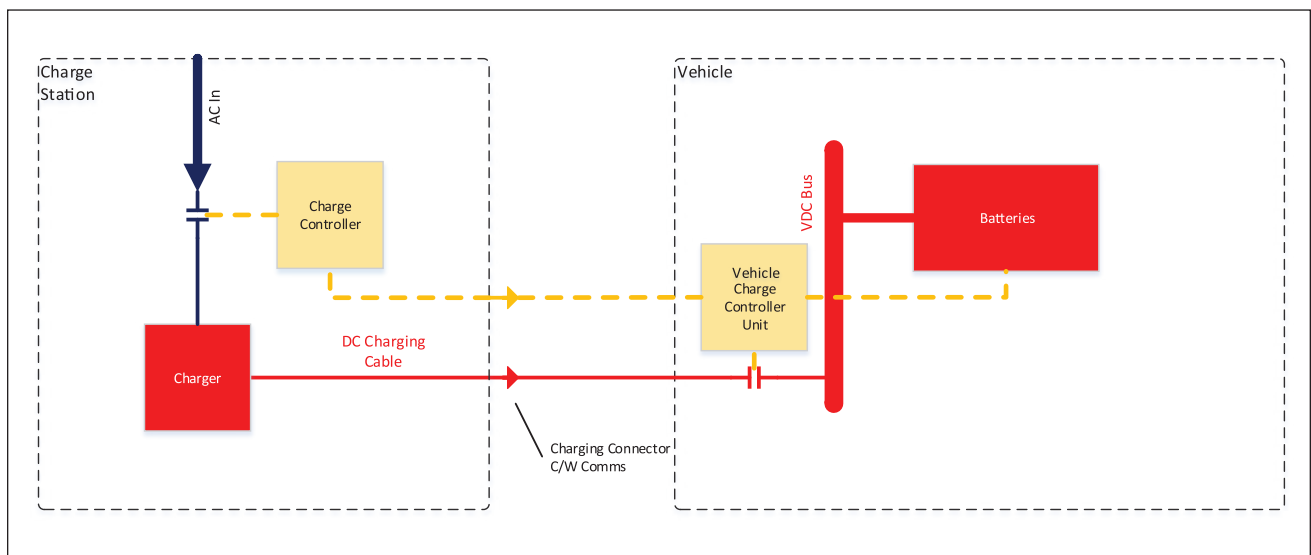 Charge
Station
AC In
Charge
Controller
Charger
DC Charging
Cable
Charging Connector
C/W Comms
Vehicle
Vehicle
Charge
Controller
Unit
VDC Bus
Batteries